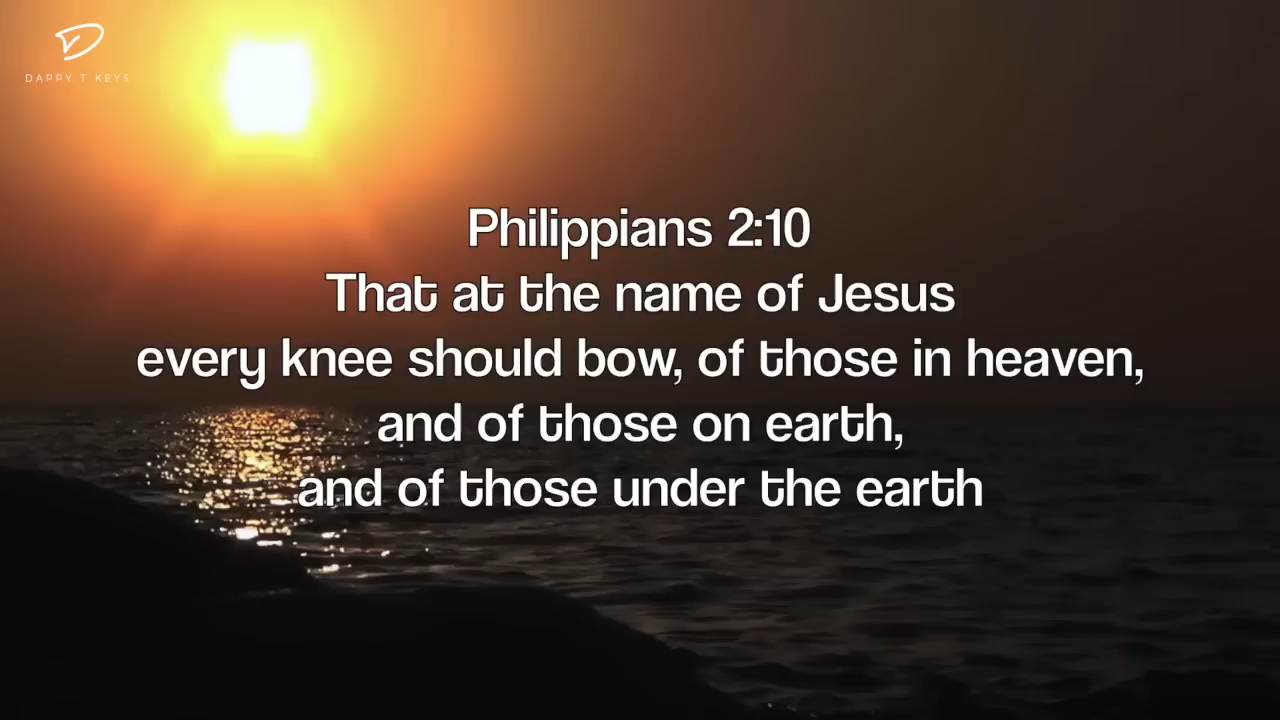 DAPPY T KEYS
Philippians 2:10
That at the name of Jesus
every knee should bow, of those in heaven,
and of those on earth,
and of those under the earth